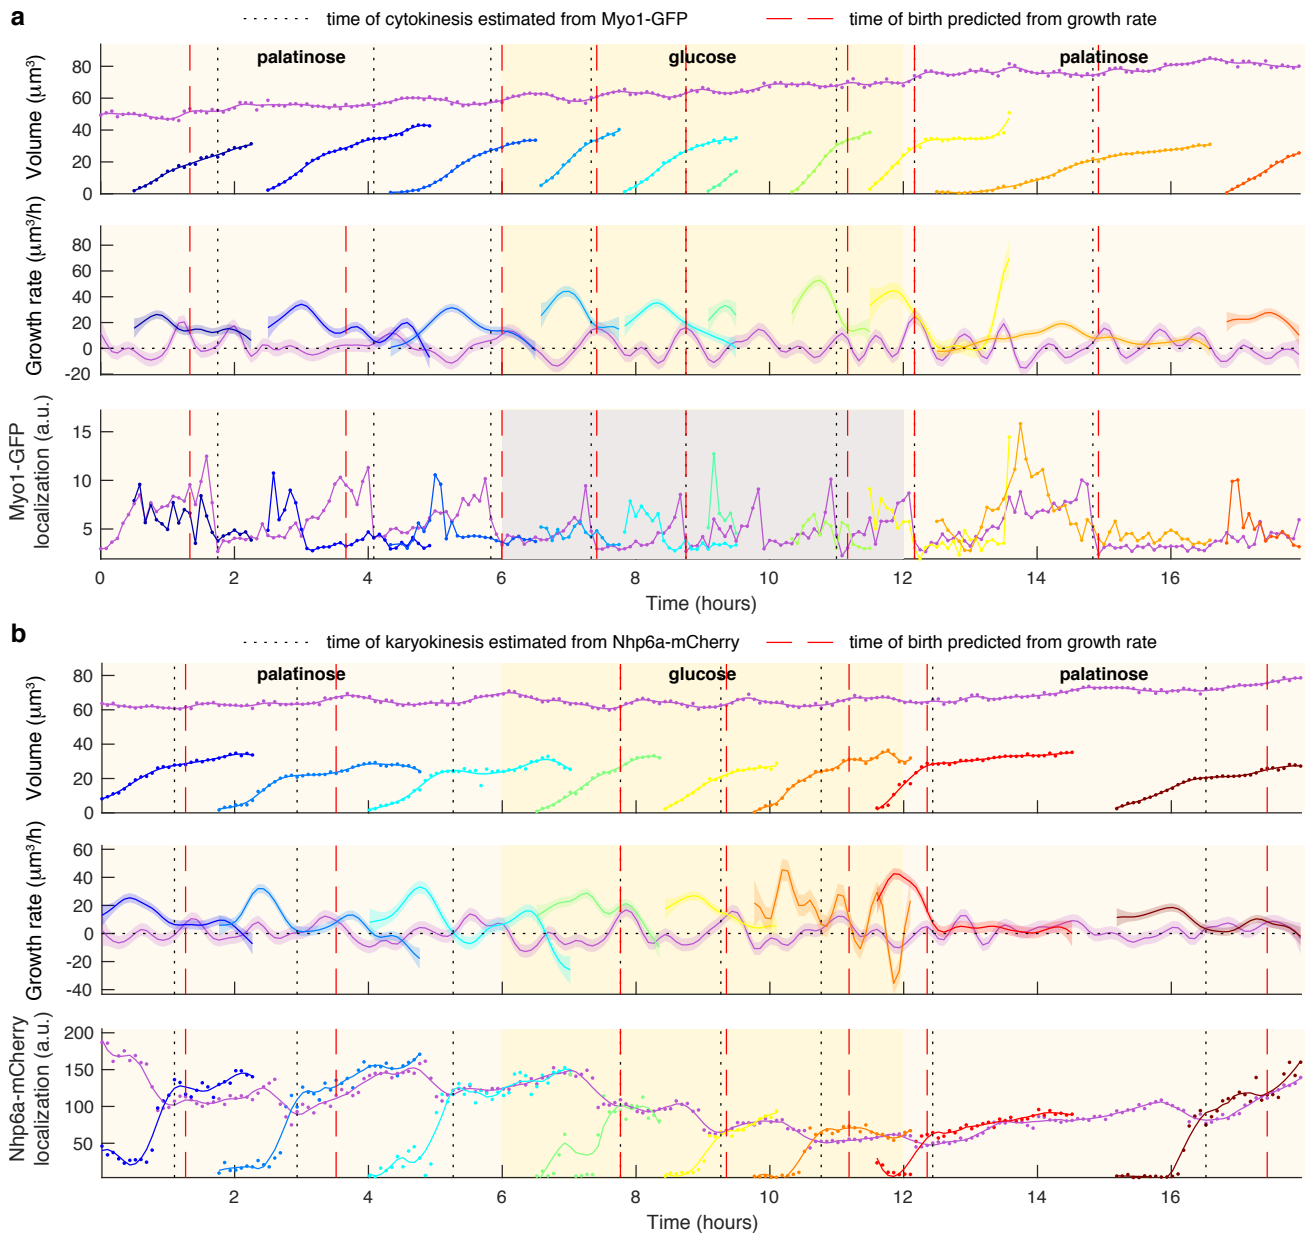 a
time of cytokinesis estimated from Myo1-GFP
time of birth predicted from growth rate
palatinose
glucose
palatinose
Volume (µm³)
80
60
40
20
0
Growth rate (µm³/h)
80
60
40
20
0
-20
Myo1-GFP
localization (a.u.)
15
10
5
0 2 4 6 8 10 12 14 16
Time (hours)
b
time of karyokinesis estimated from Nhp6a-mCherry
time of birth predicted from growth rate
palatinose
glucose
palatinose
Volume (µm³)
80
60
40
20
0
Growth rate (µm³/h)
60
40
20
0
-20
-40
Nhp6a-mCherry
localization (a.u.)
200
150
100
50
2 4 6 8 10 12 14 16
Time (hours)